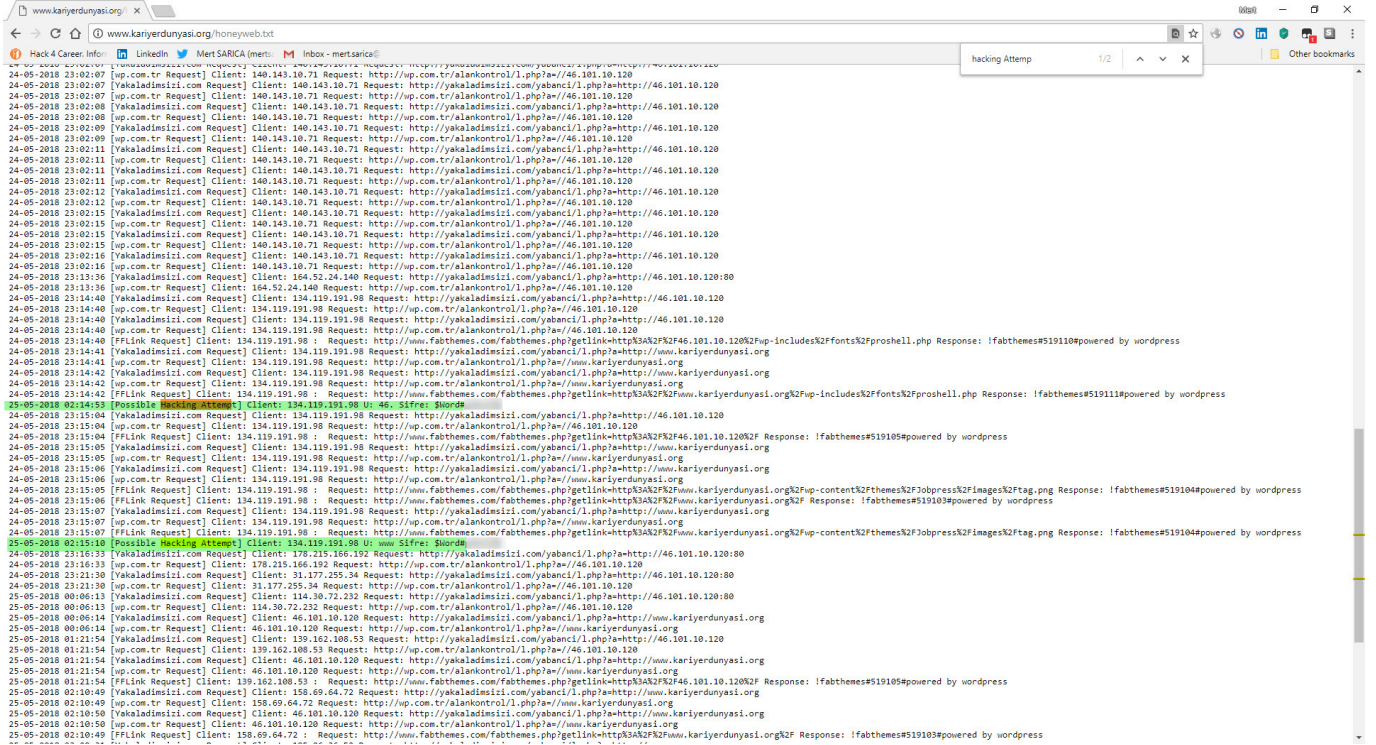 www.kariyerdunyasi.org/
Mert
www.kariyerdunyasi.org/honeyweb.txt
Hack 4 Career. Inform LinkedIn Mert SARICA (merts Inbox - mert.sarica@ Other bookmarks
hacking Attemp 1/2
24-05-2018 23:02:07 [wp.com.tr Request] Client: 140.143.10.71 Request: http://wp.com.tr/alankontrol/l.php?a=//46.101.10.120
24-05-2018 23:02:07 [Yakaladimsizi.com Request] Client: 140.143.10.71 Request: http://yakaladimsizi.com/yabanci/l.php?a=http://46.101.10.120
24-05-2018 23:02:07 [wp.com.tr Request] Client: 140.143.10.71 Request: http://wp.com.tr/alankontrol/l.php?a=//46.101.10.120
24-05-2018 23:02:08 [Yakaladimsizi.com Request] Client: 140.143.10.71 Request: http://yakaladimsizi.com/yabanci/l.php?a=http://46.101.10.120
24-05-2018 23:02:08 [wp.com.tr Request] Client: 140.143.10.71 Request: http://wp.com.tr/alankontrol/l.php?a=//46.101.10.120
24-05-2018 23:02:09 [Yakaladimsizi.com Request] Client: 140.143.10.71 Request: http://yakaladimsizi.com/yabanci/l.php?a=http://46.101.10.120
24-05-2018 23:02:09 [wp.com.tr Request] Client: 140.143.10.71 Request: http://wp.com.tr/alankontrol/l.php?a=//46.101.10.120
24-05-2018 23:02:11 [Yakaladimsizi.com Request] Client: 140.143.10.71 Request: http://yakaladimsizi.com/yabanci/l.php?a=http://46.101.10.120
24-05-2018 23:02:11 [wp.com.tr Request] Client: 140.143.10.71 Request: http://wp.com.tr/alankontrol/l.php?a=//46.101.10.120
24-05-2018 23:02:11 [Yakaladimsizi.com Request] Client: 140.143.10.71 Request: http://yakaladimsizi.com/yabanci/l.php?a=http://46.101.10.120
24-05-2018 23:02:11 [wp.com.tr Request] Client: 140.143.10.71 Request: http://wp.com.tr/alankontrol/l.php?a=//46.101.10.120
24-05-2018 23:02:12 [Yakaladimsizi.com Request] Client: 140.143.10.71 Request: http://yakaladimsizi.com/yabanci/l.php?a=http://46.101.10.120
24-05-2018 23:02:12 [wp.com.tr Request] Client: 140.143.10.71 Request: http://wp.com.tr/alankontrol/l.php?a=//46.101.10.120
24-05-2018 23:02:15 [Yakaladimsizi.com Request] Client: 140.143.10.71 Request: http://yakaladimsizi.com/yabanci/l.php?a=http://46.101.10.120
24-05-2018 23:02:15 [wp.com.tr Request] Client: 140.143.10.71 Request: http://wp.com.tr/alankontrol/l.php?a=//46.101.10.120
24-05-2018 23:02:15 [Yakaladimsizi.com Request] Client: 140.143.10.71 Request: http://yakaladimsizi.com/yabanci/l.php?a=http://46.101.10.120
24-05-2018 23:02:15 [wp.com.tr Request] Client: 140.143.10.71 Request: http://wp.com.tr/alankontrol/l.php?a=//46.101.10.120
24-05-2018 23:02:16 [Yakaladimsizi.com Request] Client: 140.143.10.71 Request: http://yakaladimsizi.com/yabanci/l.php?a=http://46.101.10.120
24-05-2018 23:02:16 [wp.com.tr Request] Client: 140.143.10.71 Request: http://wp.com.tr/alankontrol/l.php?a=//46.101.10.120
24-05-2018 23:13:36 [Yakaladimsizi.com Request] Client: 164.52.24.140 Request: http://yakaladimsizi.com/yabanci/l.php?a=http://46.101.10.120:80
24-05-2018 23:13:36 [wp.com.tr Request] Client: 164.52.24.140 Request: http://wp.com.tr/alankontrol/l.php?a=//46.101.10.120
24-05-2018 23:14:40 [Yakaladimsizi.com Request] Client: 134.119.191.98 Request: http://yakaladimsizi.com/yabanci/l.php?a=http://46.101.10.120
24-05-2018 23:14:40 [wp.com.tr Request] Client: 134.119.191.98 Request: http://wp.com.tr/alankontrol/l.php?a=//46.101.10.120
24-05-2018 23:14:40 [Yakaladimsizi.com Request] Client: 134.119.191.98 Request: http://yakaladimsizi.com/yabanci/l.php?a=http://46.101.10.120
24-05-2018 23:14:40 [wp.com.tr Request] Client: 134.119.191.98 Request: http://wp.com.tr/alankontrol/l.php?a=//46.101.10.120
24-05-2018 23:14:40 [FFLink Request] Client: 134.119.191.98 : Request: http://www.fabthemes.com/fabthemes.php?getlink=http%3A%2F%2F46.101.10.120%2Fwp-includes%2Ffonts%2Fproshell.php Response: !fabthemes#519110#powered by wordpress
24-05-2018 23:14:41 [Yakaladimsizi.com Request] Client: 134.119.191.98 Request: http://yakaladimsizi.com/yabanci/l.php?a=http://www.kariyerdunyasi.org
24-05-2018 23:14:41 [wp.com.tr Request] Client: 134.119.191.98 Request: http://wp.com.tr/alankontrol/l.php?a=//www.kariyerdunyasi.org
24-05-2018 23:14:42 [Yakaladimsizi.com Request] Client: 134.119.191.98 Request: http://yakaladimsizi.com/yabanci/l.php?a=http://www.kariyerdunyasi.org
24-05-2018 23:14:42 [wp.com.tr Request] Client: 134.119.191.98 Request: http://wp.com.tr/alankontrol/l.php?a=//www.kariyerdunyasi.org
24-05-2018 23:14:42 [FFLink Request] Client: 134.119.191.98 : Request: http://www.fabthemes.com/fabthemes.php?getlink=http%3A%2F%2Fwww.kariyerdunyasi.org%2Fwp-includes%2Ffonts%2Fproshell.php Response: !fabthemes#519111#powered by wordpress
25-05-2018 02:14:53 [Possible Hacking Attempt] Client: 134.119.191.98 U: 46. Sifre: $Word#
24-05-2018 23:15:04 [Yakaladimsizi.com Request] Client: 134.119.191.98 Request: http://yakaladimsizi.com/yabanci/l.php?a=http://46.101.10.120
24-05-2018 23:15:04 [wp.com.tr Request] Client: 134.119.191.98 Request: http://wp.com.tr/alankontrol/l.php?a=//46.101.10.120
24-05-2018 23:15:04 [FFLink Request] Client: 134.119.191.98 : Request: http://www.fabthemes.com/fabthemes.php?getlink=http%3A%2F%2F46.101.10.120%2F Response: !fabthemes#519105#powered by wordpress
24-05-2018 23:15:05 [Yakaladimsizi.com Request] Client: 134.119.191.98 Request: http://yakaladimsizi.com/yabanci/l.php?a=http://www.kariyerdunyasi.org
24-05-2018 23:15:05 [wp.com.tr Request] Client: 134.119.191.98 Request: http://wp.com.tr/alankontrol/l.php?a=//www.kariyerdunyasi.org
24-05-2018 23:15:06 [Yakaladimsizi.com Request] Client: 134.119.191.98 Request: http://yakaladimsizi.com/yabanci/l.php?a=http://www.kariyerdunyasi.org
24-05-2018 23:15:06 [wp.com.tr Request] Client: 134.119.191.98 Request: http://wp.com.tr/alankontrol/l.php?a=//www.kariyerdunyasi.org
24-05-2018 23:15:05 [FFLink Request] Client: 134.119.191.98 : Request: http://www.fabthemes.com/fabthemes.php?getlink=http%3A%2F%2Fwww.kariyerdunyasi.org%2Fwp-content%2Fthemes%2FJobpress%2Fimages%2Ftag.png Response: !fabthemes#519104#powered by wordpress
24-05-2018 23:15:06 [FFLink Request] Client: 134.119.191.98 : Request: http://www.fabthemes.com/fabthemes.php?getlink=http%3A%2F%2Fwww.kariyerdunyasi.org%2F Response: !fabthemes#519103#powered by wordpress
24-05-2018 23:15:07 [Yakaladimsizi.com Request] Client: 134.119.191.98 Request: http://yakaladimsizi.com/yabanci/l.php?a=http://www.kariyerdunyasi.org
24-05-2018 23:15:07 [wp.com.tr Request] Client: 134.119.191.98 Request: http://wp.com.tr/alankontrol/l.php?a=//www.kariyerdunyasi.org
24-05-2018 23:15:07 [FFLink Request] Client: 134.119.191.98 : Request: http://www.fabthemes.com/fabthemes.php?getlink=http%3A%2F%2Fwww.kariyerdunyasi.org%2Fwp-content%2Fthemes%2FJobpress%2Fimages%2Ftag.png Response: !fabthemes#519104#powered by wordpress
25-05-2018 02:15:10 [Possible Hacking Attempt] Client: 134.119.191.98 U: www Sifre: $Word#
24-05-2018 23:16:33 [Yakaladimsizi.com Request] Client: 178.215.166.192 Request: http://yakaladimsizi.com/yabanci/l.php?a=http://46.101.10.120:80
24-05-2018 23:16:33 [wp.com.tr Request] Client: 178.215.166.192 Request: http://wp.com.tr/alankontrol/l.php?a=//46.101.10.120
24-05-2018 23:21:30 [Yakaladimsizi.com Request] Client: 31.177.255.34 Request: http://yakaladimsizi.com/yabanci/l.php?a=http://46.101.10.120:80
24-05-2018 23:21:30 [wp.com.tr Request] Client: 31.177.255.34 Request: http://wp.com.tr/alankontrol/l.php?a=//46.101.10.120
25-05-2018 00:06:13 [Yakaladimsizi.com Request] Client: 114.30.72.232 Request: http://yakaladimsizi.com/yabanci/l.php?a=http://46.101.10.120:80
25-05-2018 00:06:13 [wp.com.tr Request] Client: 114.30.72.232 Request: http://wp.com.tr/alankontrol/l.php?a=//46.101.10.120
25-05-2018 00:06:14 [Yakaladimsizi.com Request] Client: 46.101.10.120 Request: http://yakaladimsizi.com/yabanci/l.php?a=http://www.kariyerdunyasi.org
25-05-2018 00:06:14 [wp.com.tr Request] Client: 46.101.10.120 Request: http://wp.com.tr/alankontrol/l.php?a=//www.kariyerdunyasi.org
25-05-2018 01:21:54 [Yakaladimsizi.com Request] Client: 139.162.108.53 Request: http://yakaladimsizi.com/yabanci/l.php?a=http://46.101.10.120
25-05-2018 01:21:54 [wp.com.tr Request] Client: 139.162.108.53 Request: http://wp.com.tr/alankontrol/l.php?a=//46.101.10.120
25-05-2018 01:21:54 [Yakaladimsizi.com Request] Client: 46.101.10.120 Request: http://yakaladimsizi.com/yabanci/l.php?a=http://www.kariyerdunyasi.org
25-05-2018 01:21:54 [wp.com.tr Request] Client: 46.101.10.120 Request: http://wp.com.tr/alankontrol/l.php?a=//www.kariyerdunyasi.org
25-05-2018 01:21:54 [FFLink Request] Client: 139.162.108.53 : Request: http://www.fabthemes.com/fabthemes.php?getlink=http%3A%2F%2F46.101.10.120%2F Response: !fabthemes#519105#powered by wordpress
25-05-2018 02:10:49 [Yakaladimsizi.com Request] Client: 158.69.64.72 Request: http://yakaladimsizi.com/yabanci/l.php?a=http://www.kariyerdunyasi.org
25-05-2018 02:10:49 [wp.com.tr Request] Client: 158.69.64.72 Request: http://wp.com.tr/alankontrol/l.php?a=//www.kariyerdunyasi.org
25-05-2018 02:10:50 [Yakaladimsizi.com Request] Client: 46.101.10.120 Request: http://yakaladimsizi.com/yabanci/l.php?a=http://www.kariyerdunyasi.org
25-05-2018 02:10:50 [wp.com.tr Request] Client: 46.101.10.120 Request: http://wp.com.tr/alankontrol/l.php?a=//www.kariyerdunyasi.org
25-05-2018 02:10:49 [FFLink Request] Client: 158.69.64.72 : Request: http://www.fabthemes.com/fabthemes.php?getlink=http%3A%2F%2Fwww.kariyerdunyasi.org%2F Response: !fabthemes#519103#powered by wordpress